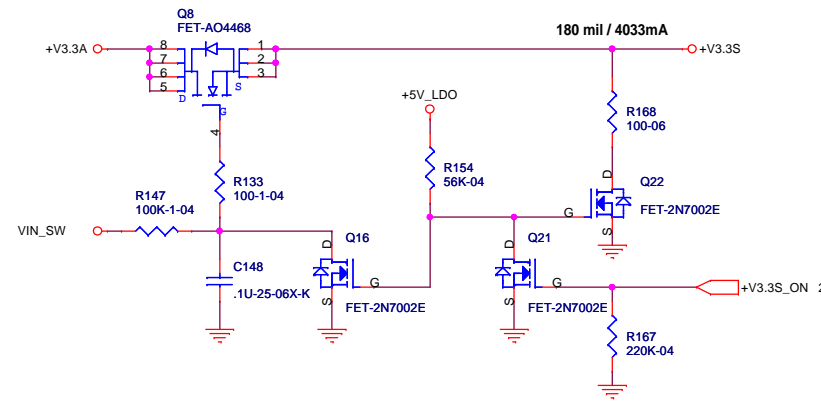 Q8
FET-AO4468
180 mil / 4033mA
+V3.3A
8
7
6
5
1
2
3
D
S
G
4
+V3.3S
+5V_LDO
R168
100-06
R154
56K-04
R133
100-1-04
R147
100K-1-04
D
Q22
G
FET-2N7002E
S
VIN_SW
Q16
D
G
S
FET-2N7002E
Q21
D
G
S
FET-2N7002E
C148
.1U-25-06X-K
+V3.3S_ON
R167
220K-04